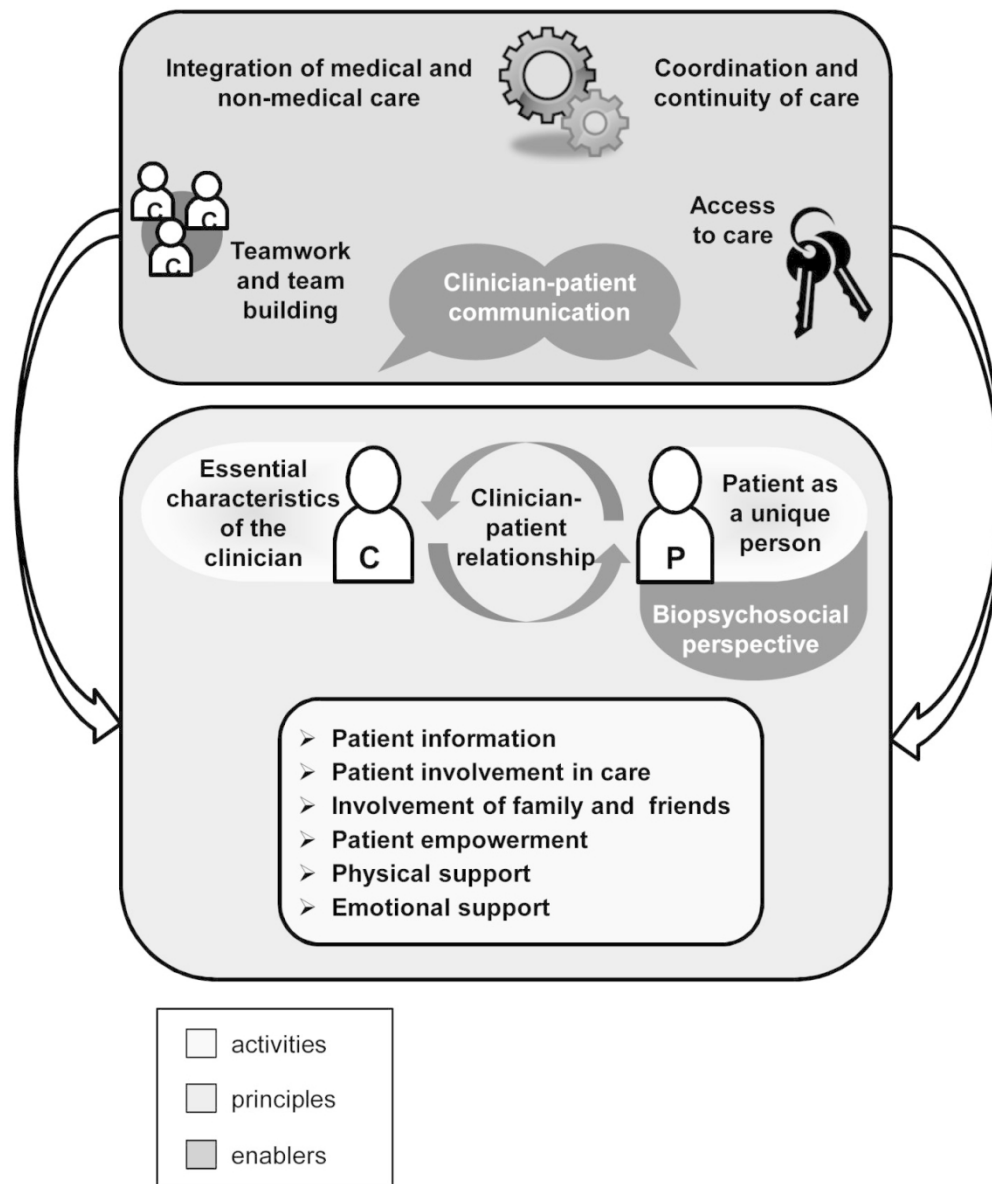 Integration of medical and
non-medical care
Coordination and
continuity of care
C
C
C
Teamwork
and team
building
Access
to care
Clinician-patient
communication
Essential
characteristics
of the
clinician
C
Clinician-
patient
relationship
P
Patient as
a unique
person
Biopsychosocial
perspective
➢ Patient information
➢ Patient involvement in care
➢ Involvement of family and friends
➢ Patient empowerment
➢ Physical support
➢ Emotional support
activities
principles
enablers